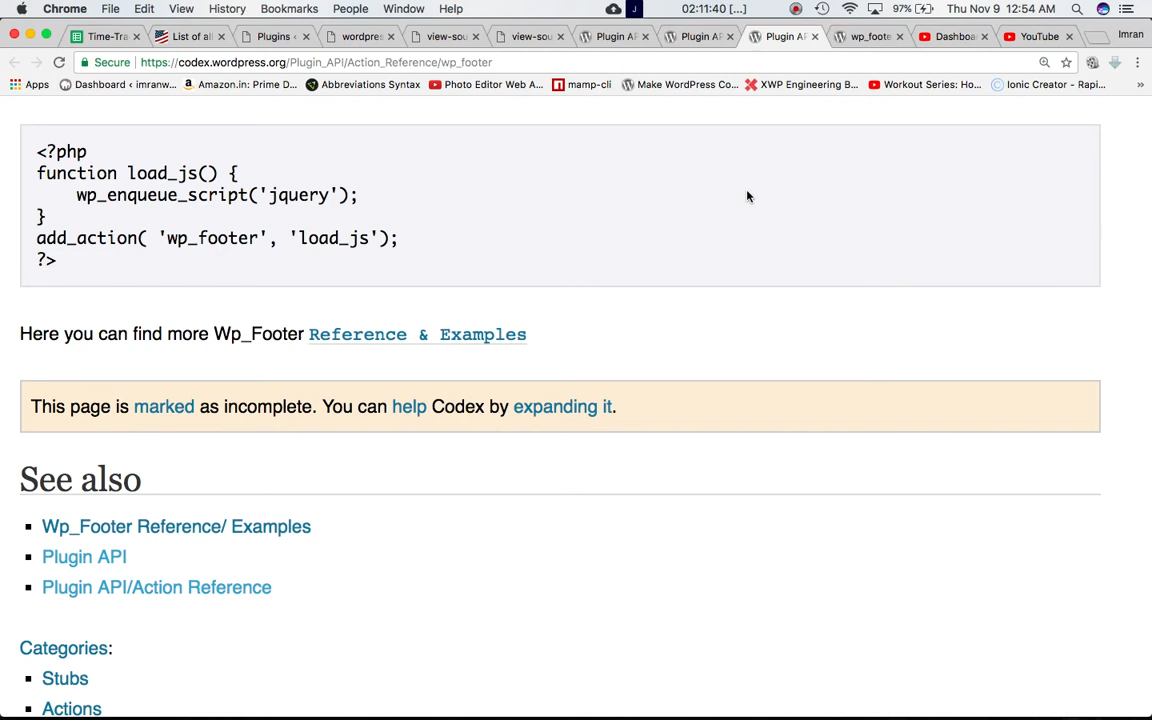 Chrome File Edit View History Bookmarks People Window Help J 02:11:40 [...] 97% Thu Nov 9 12:54 AM
Time-Tra List of all Plugins ‹ wordpres view-sou view-sou Plugin AP Plugin AP Plugin AP wp_foote Dashboa YouTube Imran
Secure https://codex.wordpress.org/Plugin_API/Action_Reference/wp_footer
Apps Dashboard ‹ imranw... Amazon.in: Prime D... Abbreviations Syntax Photo Editor Web A... mamp-cli Make WordPress Co... XWP Engineering B... Workout Series: Ho... Ionic Creator - Rapi... »
<?php
function load_js() {
wp_enqueue_script('jquery');
}
add_action( 'wp_footer', 'load_js');
?>
Here you can find more Wp_Footer Reference & Examples
This page is marked as incomplete. You can help Codex by expanding it.
See also
Wp_Footer Reference/ Examples
Plugin API
Plugin API/Action Reference
Categories:
Stubs
Actions